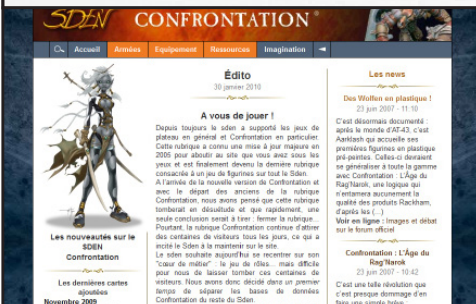 SDEN CONFRONTATION
Accueil Armées Equipement Ressources Imagination
Les nouveautés sur le
SDEN
Confrontation
Les dernières cartes
ajoutées
Novembre 2009
Édito
30 janvier 2010
A vous de jouer !
Depuis toujours le sden a supporté les jeux de
plateau en général et Confrontation en particulier.
Cette rubrique a connu une mise à jour majeure en
2005 pour aboutir au site que vous avez sous les
yeux et est finalement devenu la dernière rubrique
consacrée à un jeu de figurines sur tout le Sden.
A l'arrivée de la nouvelle version de Confrontation et
avec le départ des anciens de la rubrique
Confrontation, nous avons pensé que cette rubrique
tomberait en désuétude et que rapidement, une
seule conclusion serait à tirer : fermer la rubrique...
Pourtant, la rubrique Confrontation continue d'attirer
des centaines de visiteurs tous les jours, ce qui a
incité le Sden à la maintenir sur le site.
Le sden souhaite aujourd'hui se recentrer sur son
"cœur de métier" : le jeu de rôles... mais difficile
pour nous de laisser tomber ces centaines de
visiteurs. Nous avons donc décidé dans un premier
temps de séparer les bases de données
Confrontation du reste du Sden.
Les news
Des Wolfen en plastique !
23 juin 2007 - 11:10
C'est désormais documenté :
après le monde d'AT-43, c'est
Aarklash qui accueille ses
premières figurines en plastique
pré-peintes. Celles-ci devraient
se généraliser à toute la gamme
avec Confrontation : L'Âge du
Rag'Narok, une logique qui
n'entamera aucunement la
qualité des produits Rackham,
d'après les (...)
Voir en ligne : Images et débat
sur le forum officiel
Confrontation : L'Âge du
Rag'Narok
23 juin 2007 - 10:42
C'est une telle révolution que
c'est presque dommage d'en
faire une simple brève